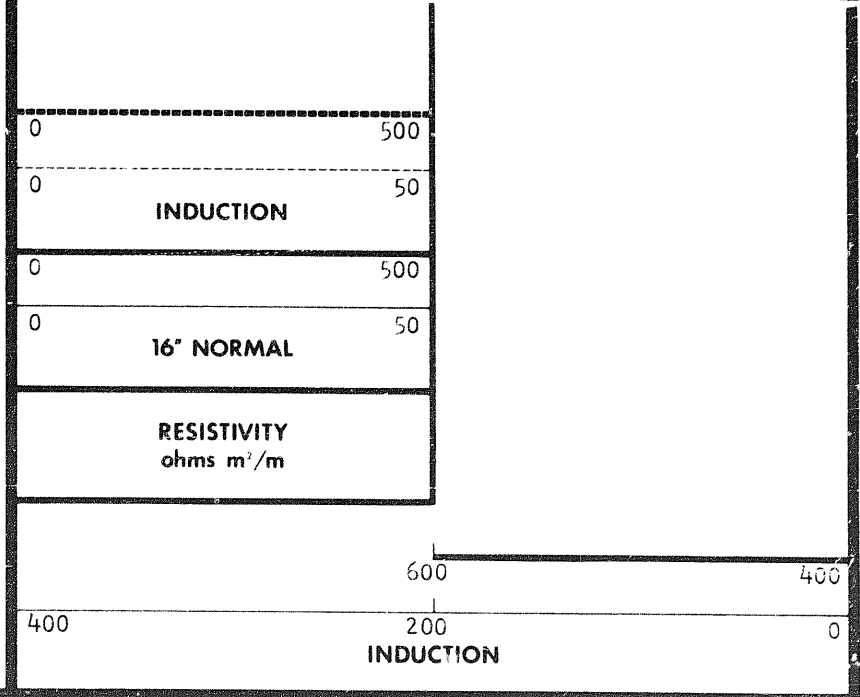 0 500
0 50
INDUCTION
0 500
0 50
16" NORMAL
RESISTIVITY
ohms m²/m
600 400
400 200 0
INDUCTION